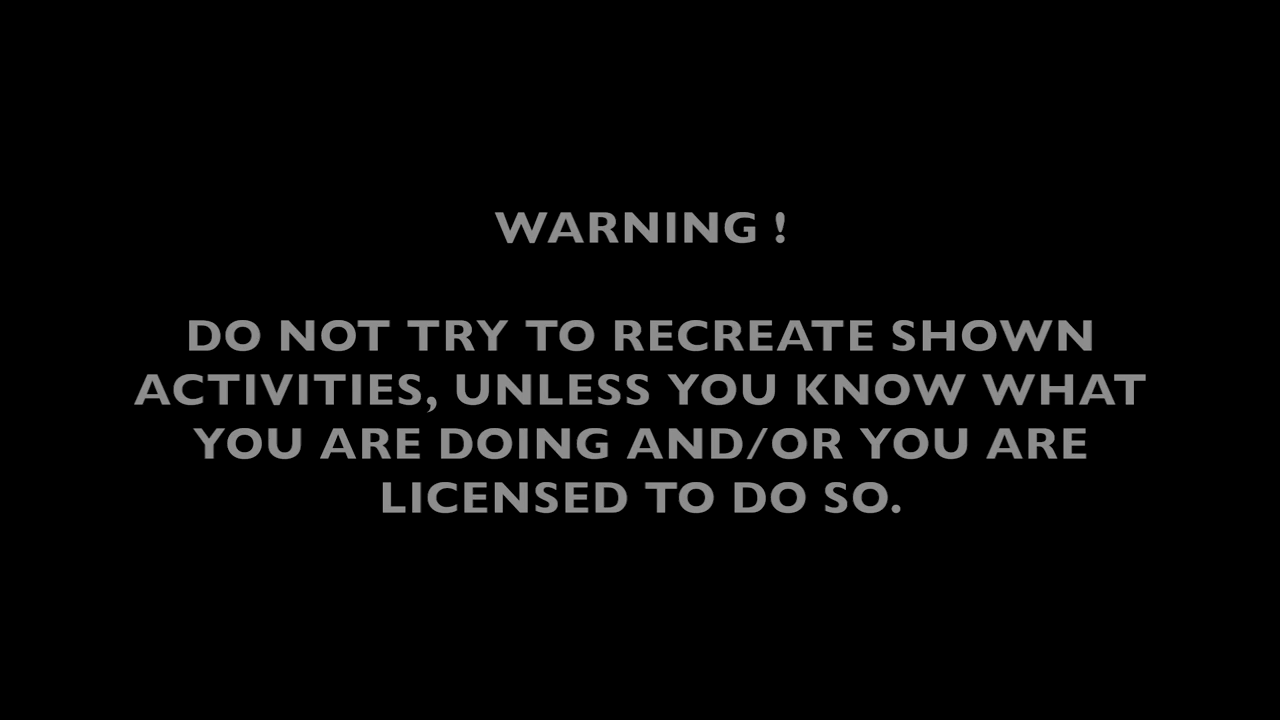 WARNING !
DO NOT TRY TO RECREATE SHOWN
ACTIVITIES, UNLESS YOU KNOW WHAT
YOU ARE DOING AND/OR YOU ARE
LICENSED TO DO SO.